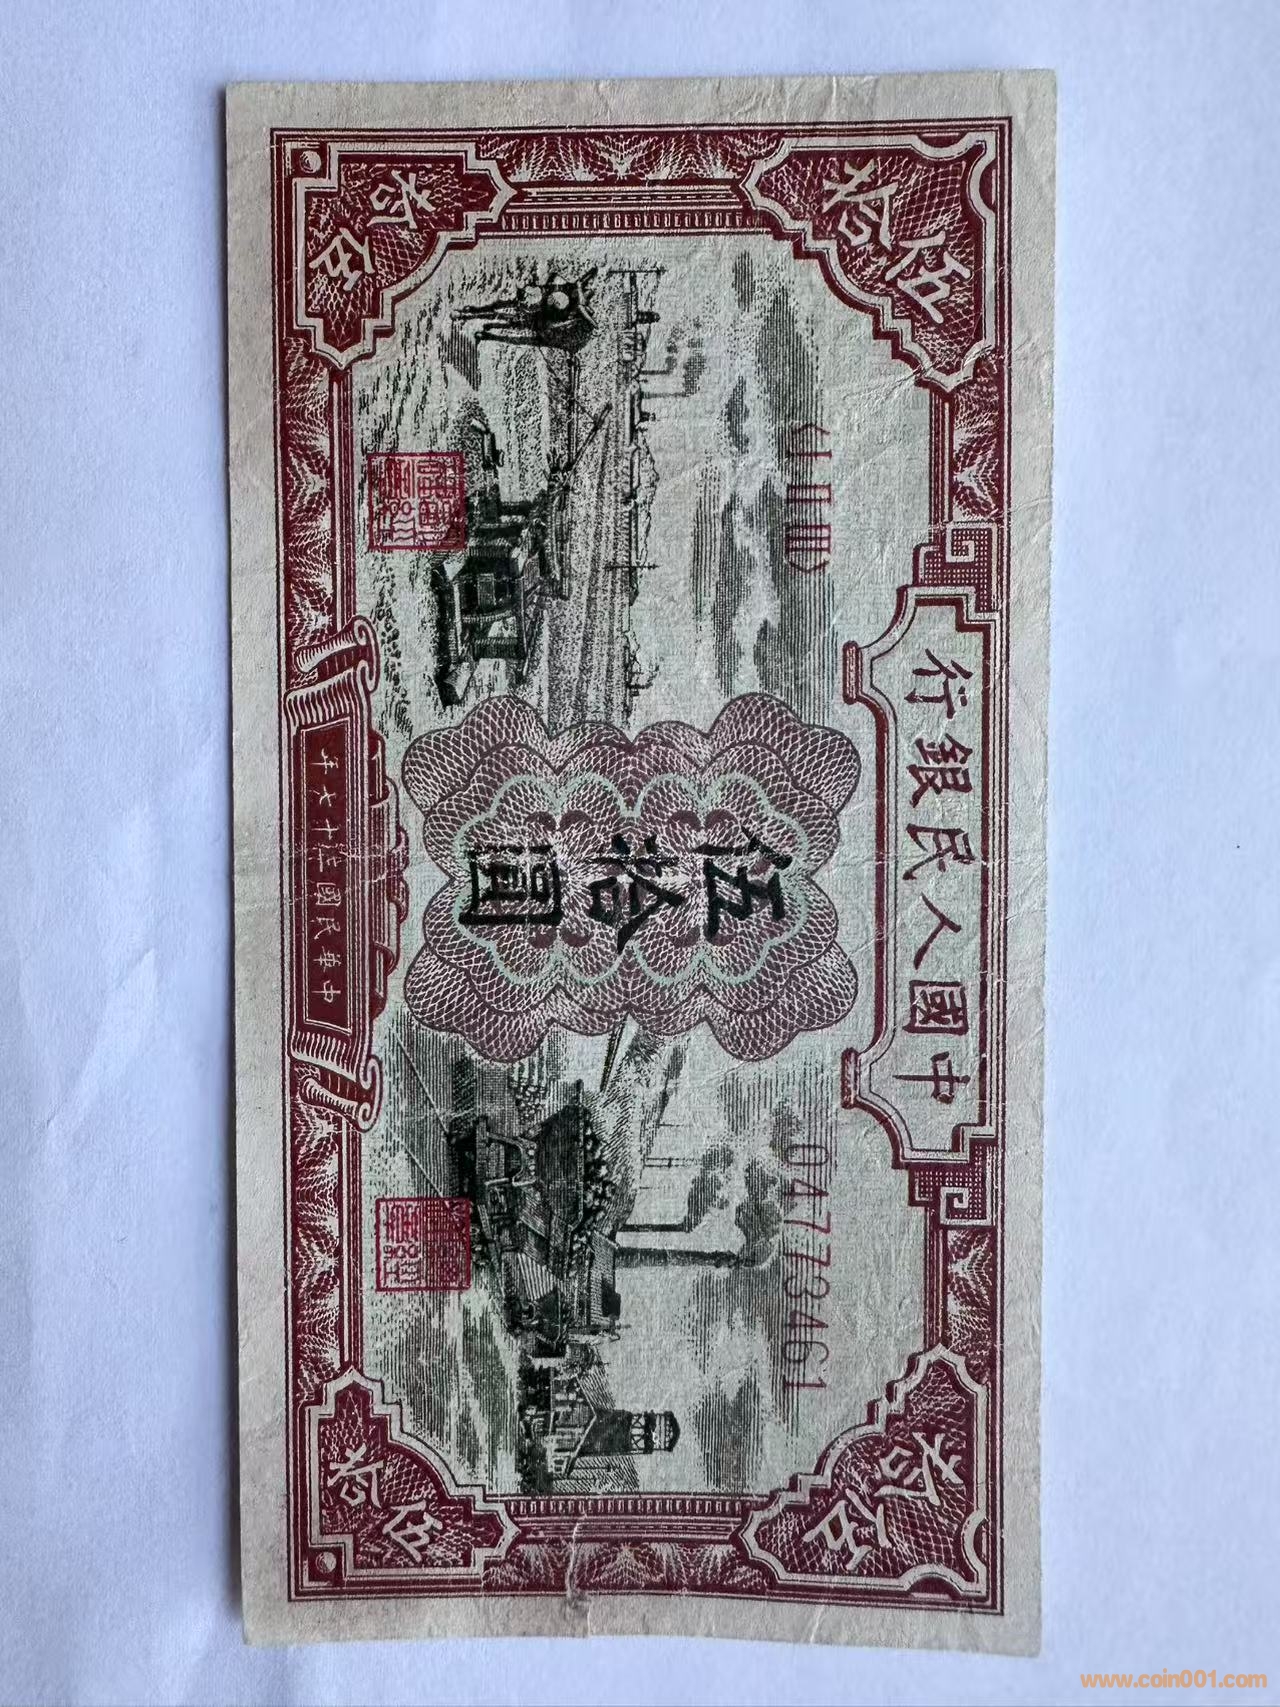 中國人民銀行
伍拾
伍拾
<I II III>
04773461
伍拾圓
伍拾
伍拾
中華民國三十七年
www.coin001.com